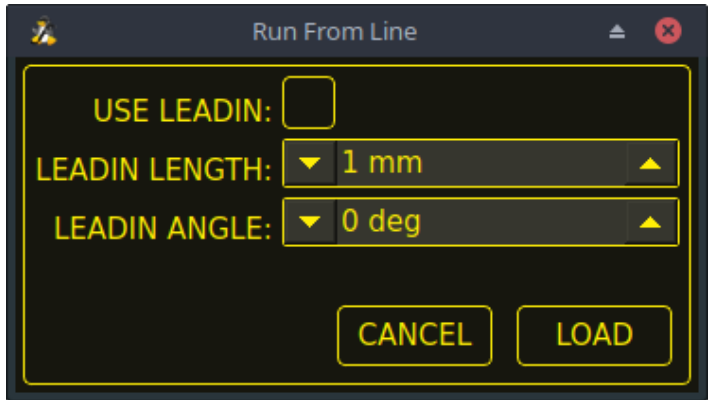 Run From Line
USE LEADIN:
LEADIN LENGTH: 1 mm
LEADIN ANGLE: 0 deg
CANCEL LOAD